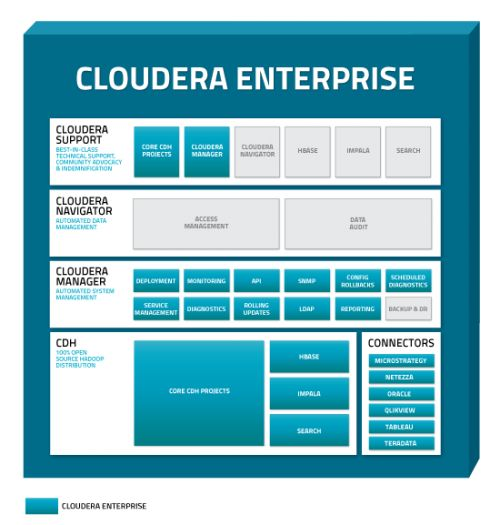 CLOUDERA ENTERPRISE
CLOUDERA
SUPPORT
BEST-IN-CLASS
TECHNICAL SUPPORT,
COMMUNITY ADVOCACY
& INDEMNIFICATION
CORE CDH
PROJECTS
CLOUDERA
MANAGER
CLOUDERA
NAVIGATOR
HBASE
IMPALA
SEARCH
CLOUDERA
NAVIGATOR
AUTOMATED DATA
MANAGEMENT
ACCESS
MANAGEMENT
DATA
AUDIT
CLOUDERA
MANAGER
AUTOMATED SYSTEM
MANAGEMENT
DEPLOYMENT
MONITORING
API
SNMP
CONFIG
ROLLBACKS
SCHEDULED
DIAGNOSTICS
SERVICE
MANAGEMENT
DIAGNOSTICS
ROLLING
UPDATES
LDAP
REPORTING
BACKUP & DR
CDH
100% OPEN
SOURCE HADOOP
DISTRIBUTION
CORE CDH PROJECTS
HBASE
IMPALA
SEARCH
CONNECTORS
MICROSTRATEGY
NETEZZA
ORACLE
QLIKVIEW
TABLEAU
TERADATA
CLOUDERA ENTERPRISE